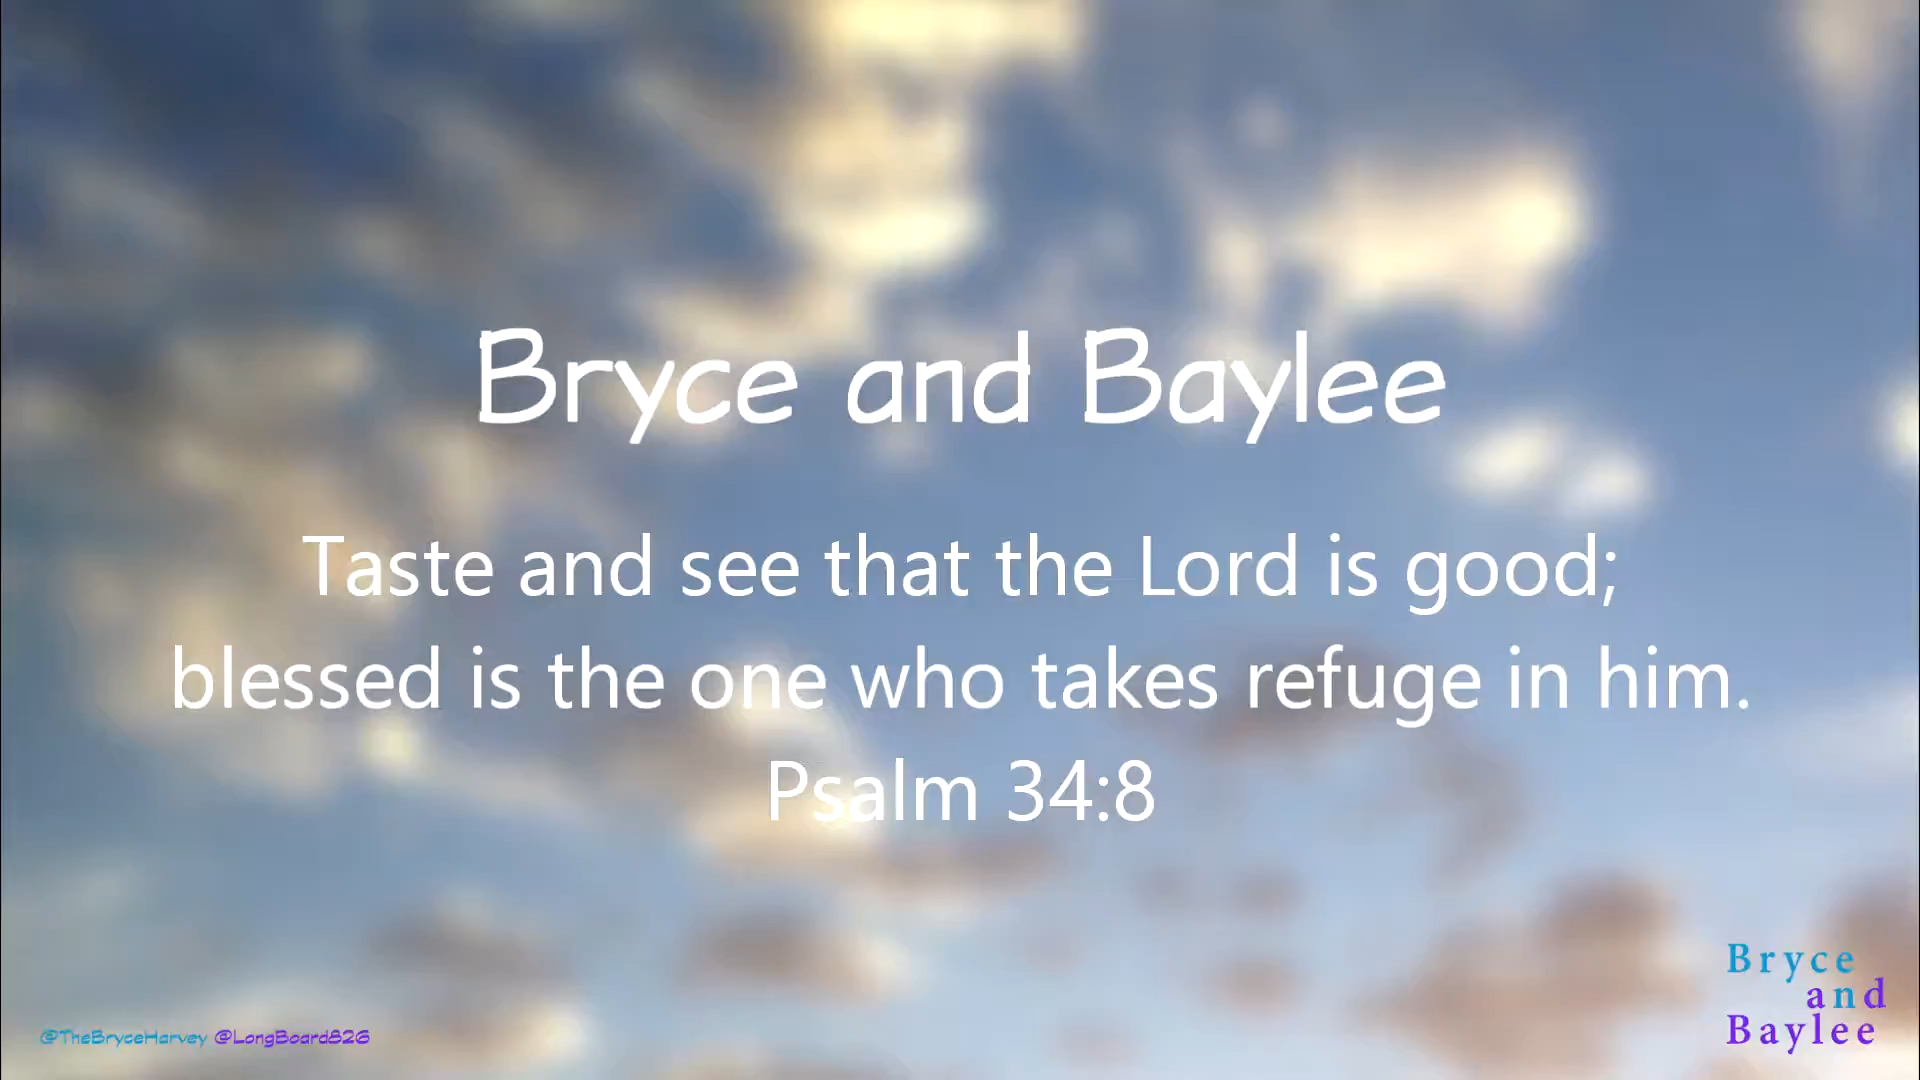 Bryce and Baylee
Taste and see that the Lord is good;
blessed is the one who takes refuge in him.
Psalm 34:8
@TheBryceHarvey @LongBoard826
Bryce
and
Baylee